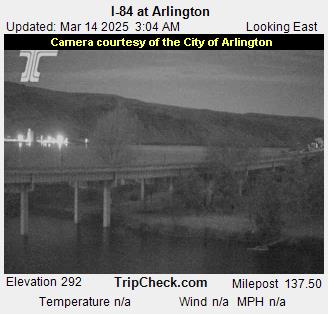 I-84 at Arlington
Updated: Mar 14 2025 3:04 AM Looking East
Camera courtesy of the City of Arlington
Elevation 292 TripCheck.com Milepost 137.50
Temperature n/a Wind n/a MPH n/a